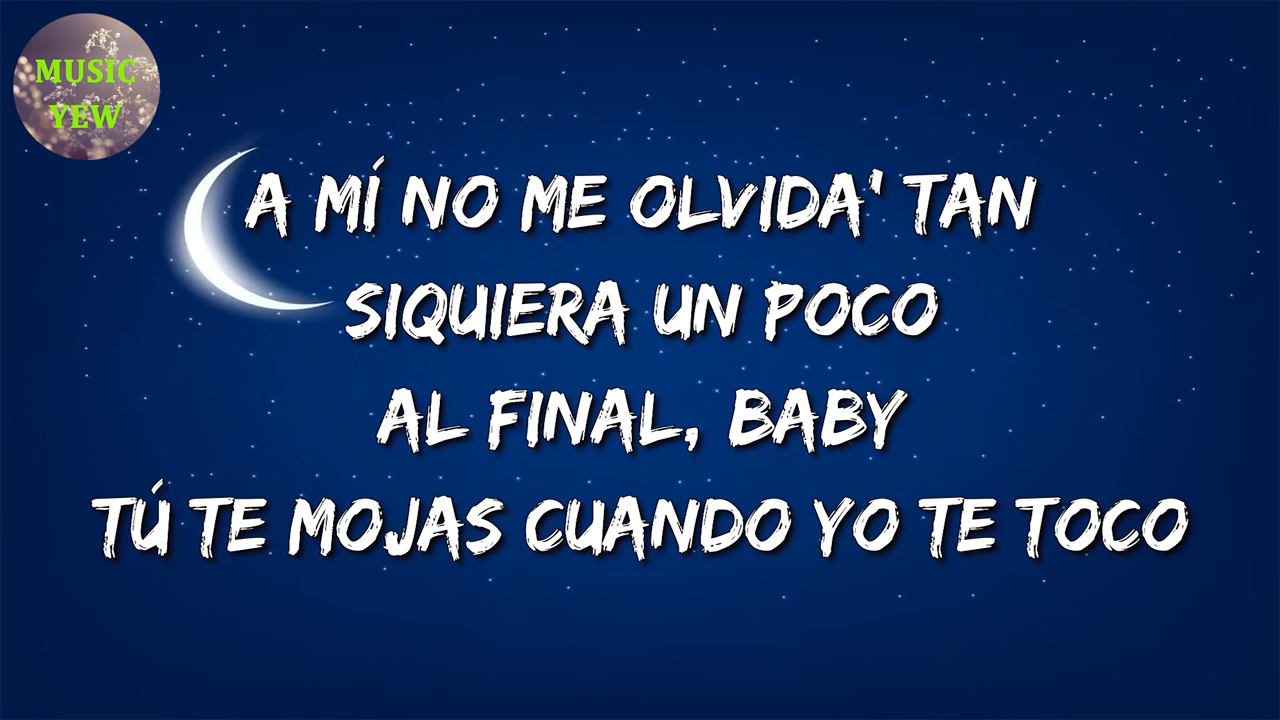 MUSIC
YEW
A MÍ NO ME OLVIDA' TAN
SIQUIERA UN POCO
AL FINAL, BABY
TÚ TE MOJAS CUANDO YO TE TOCO